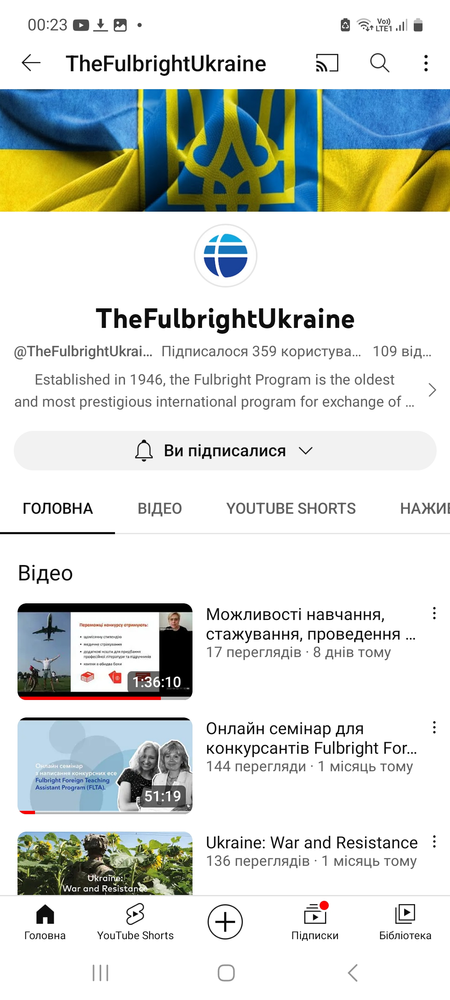 00:23
Vo)) LTE1
TheFulbrightUkraine
TheFulbrightUkraine
@TheFulbrightUkrai... Підписалося 359 користува... 109 від...
Established in 1946, the Fulbright Program is the oldest
and most prestigious international program for exchange of ...
Ви підписалися
ГОЛОВНА ВІДЕО YOUTUBE SHORTS НАЖИВ
Відео
Переможці конкурсу отримують:
• щомісячну стипендію
• медичне страхування
• додаткові кошти для придбання
професійної літератури та підручників
• квитки в обидва боки
1:36:10
Можливості навчання,
стажування, проведення ...
17 переглядів · 8 днів тому
Онлайн семінар
з написання конкурсних есе
Fulbright Foreign Teaching
Assistant Program (FLTA).
51:19
Онлайн семінар для
конкурсантів Fulbright For...
144 перегляди · 1 місяць тому
Ukraine:
War and Resistance
Ukraine: War and Resistance
136 переглядів · 1 місяць тому
Головна YouTube Shorts Підписки Бібліотека